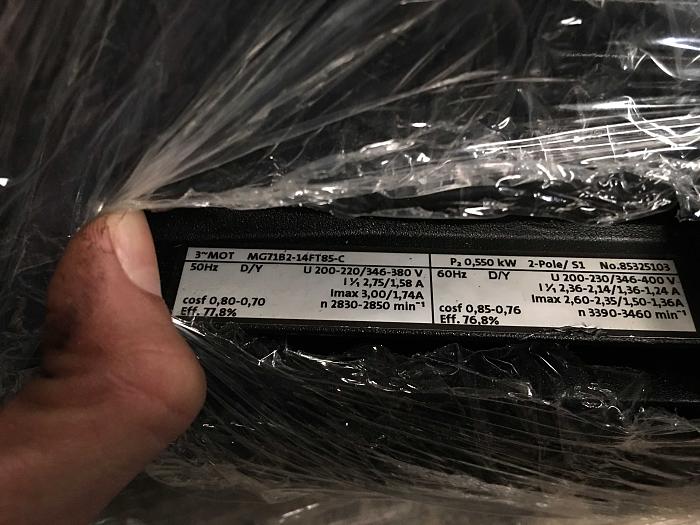 3~MOT MG71B2-14FT85-C P₂ 0,550 kW 2-Pole/ S1 No.85325103
50Hz D/Y U 200-220/346-380 V
I 1/1 2,75/1,58 A
Imax 3,00/1,74A
cosf 0,80-0,70 n 2830-2850 min⁻¹
Eff. 77,8%
60Hz D/Y U 200-230/346-400 V
I 1/1 2,36-2,14/1,36-1,24 A
Imax 2,60-2,35/1,50-1,36A
cosf 0,85-0,76 n 3390-3460 min⁻¹
Eff. 76,8%